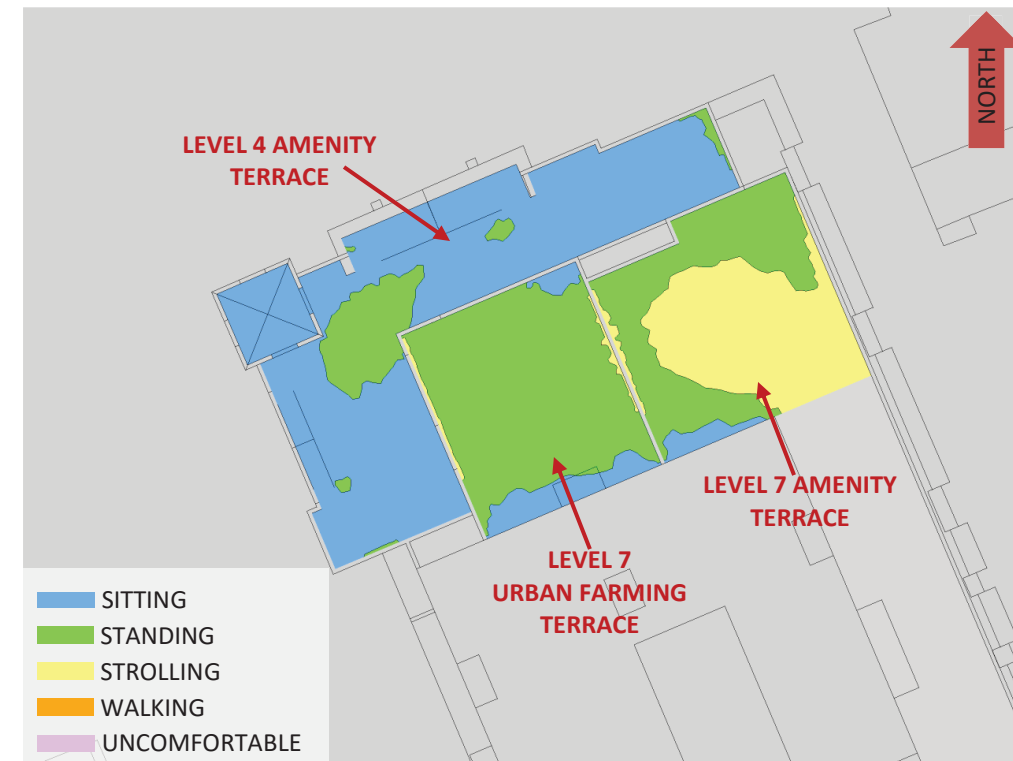 NORTH
LEVEL 4 AMENITY
TERRACE
LEVEL 7 AMENITY
TERRACE
LEVEL 7
URBAN FARMING
TERRACE
SITTING
STANDING
STROLLING
WALKING
UNCOMFORTABLE